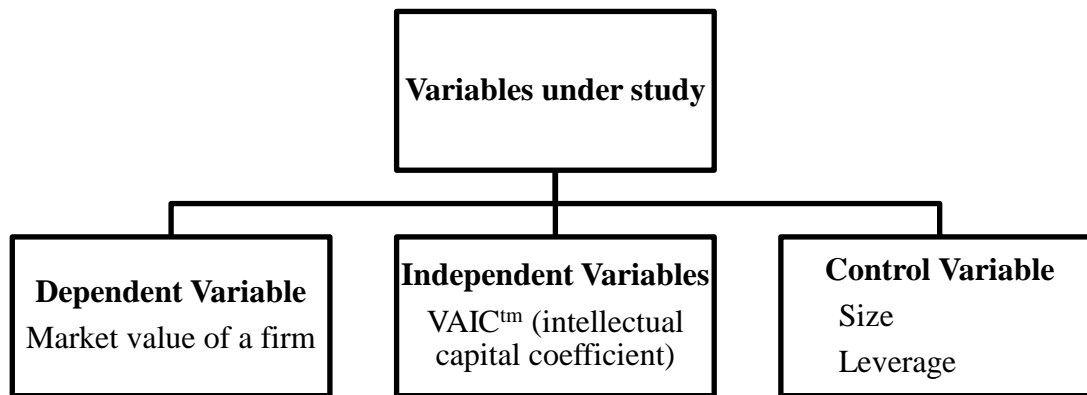 Variables under study
Dependent Variable
Market value of a firm
Independent Variables
VAIC™ (intellectual
capital coefficient)
Control Variable
Size
Leverage